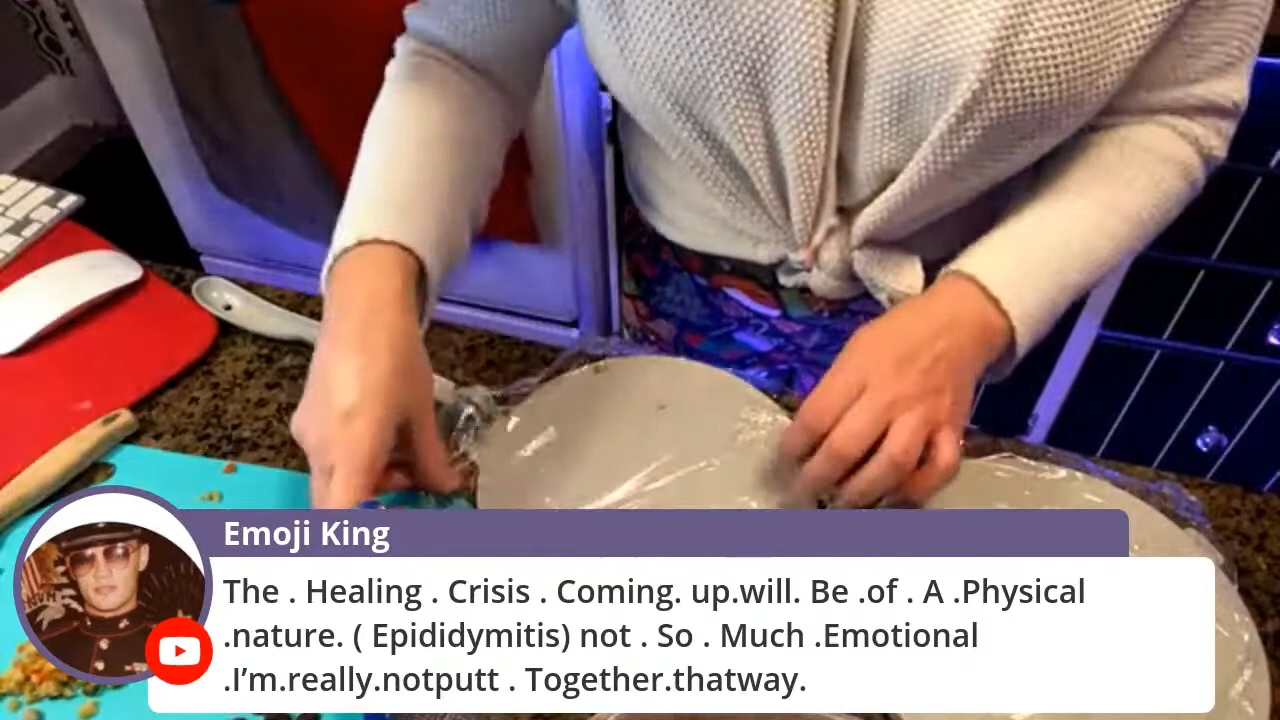 Emoji King
The . Healing . Crisis . Coming. up.will. Be .of . A .Physical
.nature. ( Epididymitis) not . So . Much .Emotional
.I’m.really.notputt . Together.thatway.